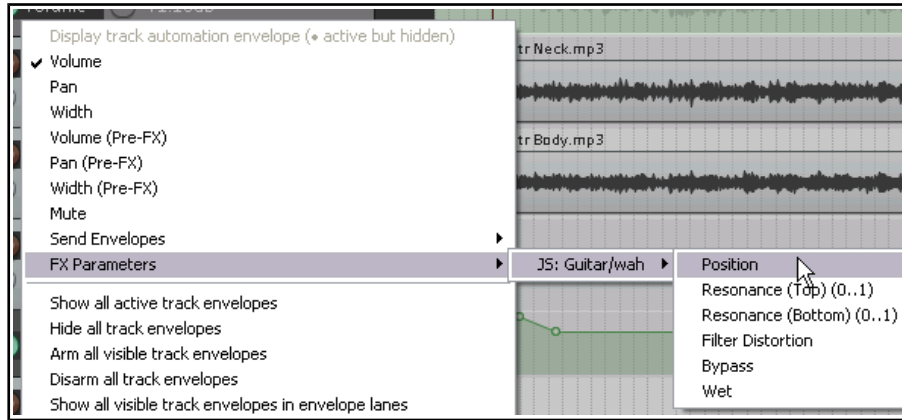 Display track automation envelope (• active but hidden)
Volume
Pan
Width
Volume (Pre-FX)
Pan (Pre-FX)
Width (Pre-FX)
Mute
Send Envelopes
FX Parameters
Show all active track envelopes
Hide all track envelopes
Arm all visible track envelopes
Disarm all track envelopes
Show all visible track envelopes in envelope lanes
JS: Guitar/wah
Position
Resonance (Top) (0..1)
Resonance (Bottom) (0..1)
Filter Distortion
Bypass
Wet
tr Neck.mp3
tr Body.mp3